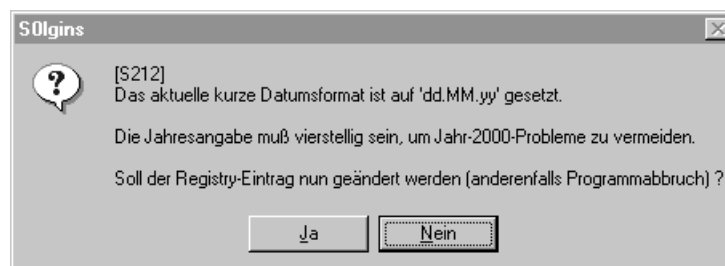 S0lgins
[S212]
Das aktuelle kurze Datumsformat ist auf 'dd.MM.yy' gesetzt.
Die Jahresangabe muß vierstellig sein, um Jahr-2000-Probleme zu vermeiden.
Soll der Registry-Eintrag nun geändert werden (anderenfalls Programmabbruch) ?
Ja
Nein